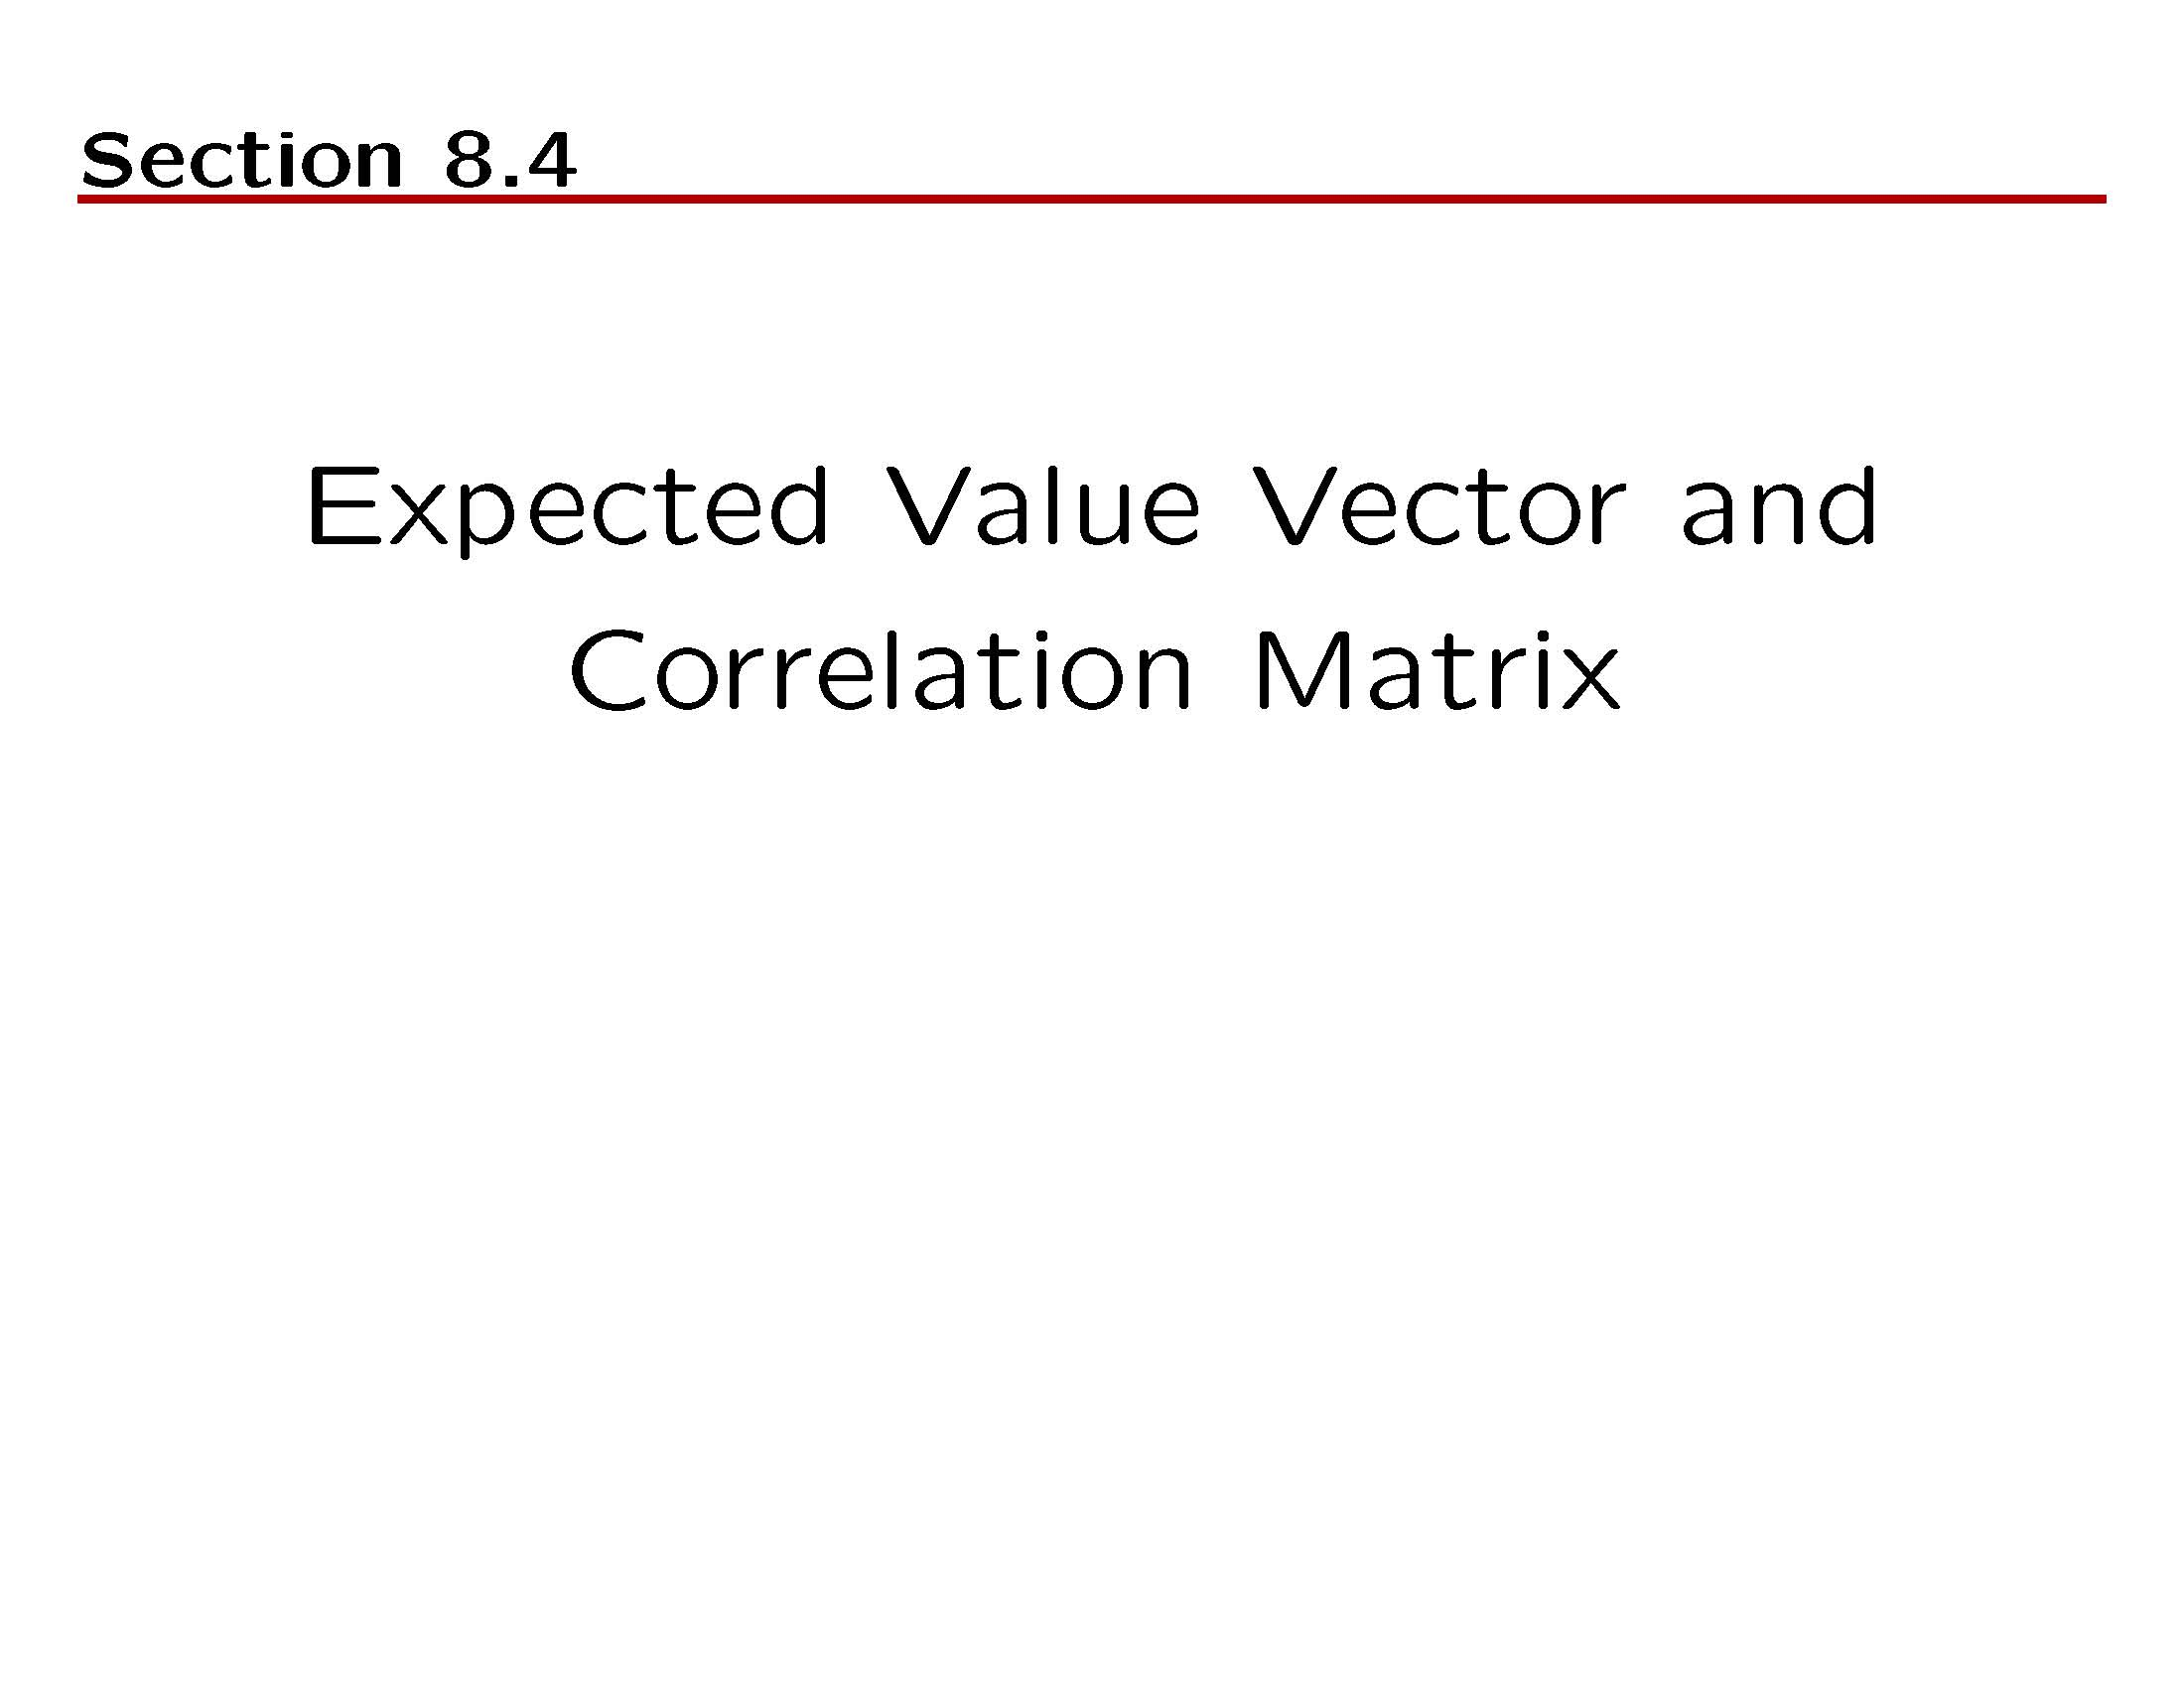 Section 8.4
Expected Value Vector and
Correlation Matrix